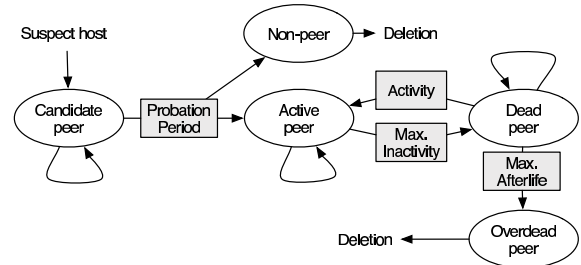 Suspect host
Non-peer
Deletion
Candidate
peer
Probation
Period
Active
peer
Activity
Max.
Inactivity
Dead
peer
Max.
Afterlife
Deletion
Overdead
peer